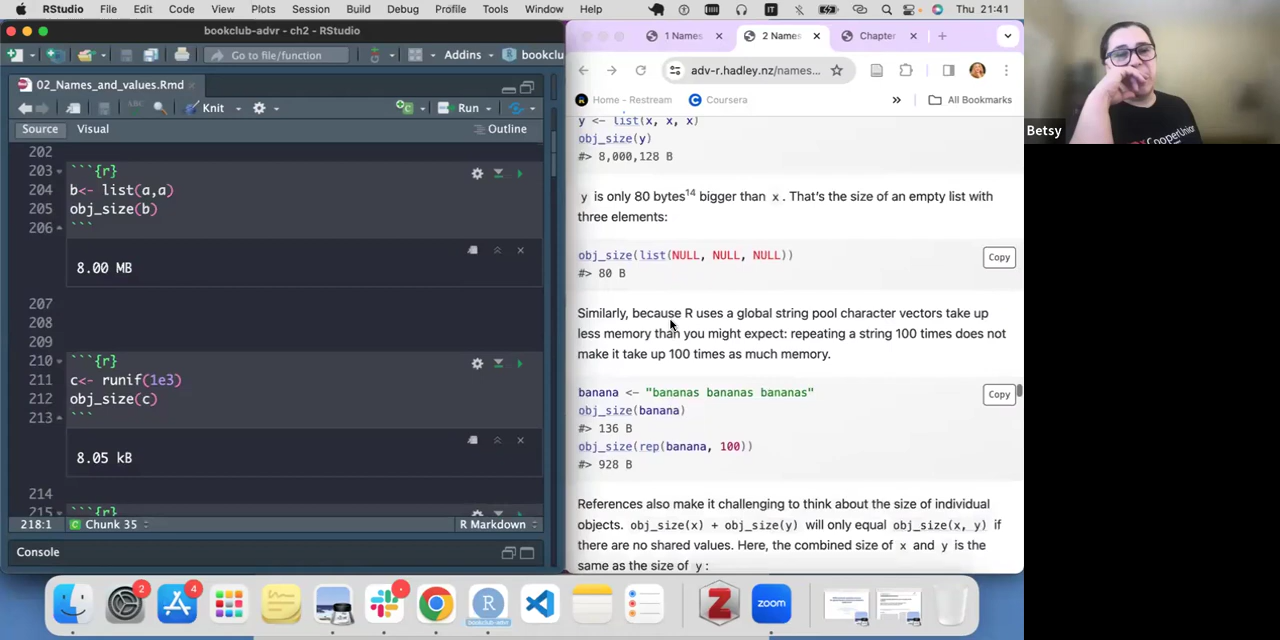 RStudio File Edit Code View Plots Session Build Debug Profile Tools Window Help Thu 21:41
bookclub-advr - ch2 - RStudio
Go to file/function Addins bookclu
02_Names_and_values.Rmd
ABC Knit Run
Source Visual Outline
202
203 ```{r}
204 b<- list(a,a)
205 obj_size(b)
206 ```
8.00 MB
207
208
209
210 ```{r}
211 c<- runif(1e3)
212 obj_size(c)
213 ```
8.05 kB
214
215 ```{r}
218:1 Chunk 35 R Markdown
Console
1 Names 2 Names Chapter
adv-r.hadley.nz/names...
Home - Restream Coursera » All Bookmarks
y <- list(x, x, x)
obj_size(y)
#> 8,000,128 B
y is only 80 bytes14 bigger than x. That's the size of an empty list with
three elements:
obj_size(list(NULL, NULL, NULL))
#> 80 B
Copy
Similarly, because R uses a global string pool character vectors take up
less memory than you might expect: repeating a string 100 times does not
make it take up 100 times as much memory.
banana <- "bananas bananas bananas"
obj_size(banana)
#> 136 B
obj_size(rep(banana, 100))
#> 928 B
Copy
References also make it challenging to think about the size of individual
objects. obj_size(x) + obj_size(y) will only equal obj_size(x, y) if
there are no shared values. Here, the combined size of x and y is the
same as the size of y:
Betsy
CooperUnion
2 4
R bookclub-advr Z zoom